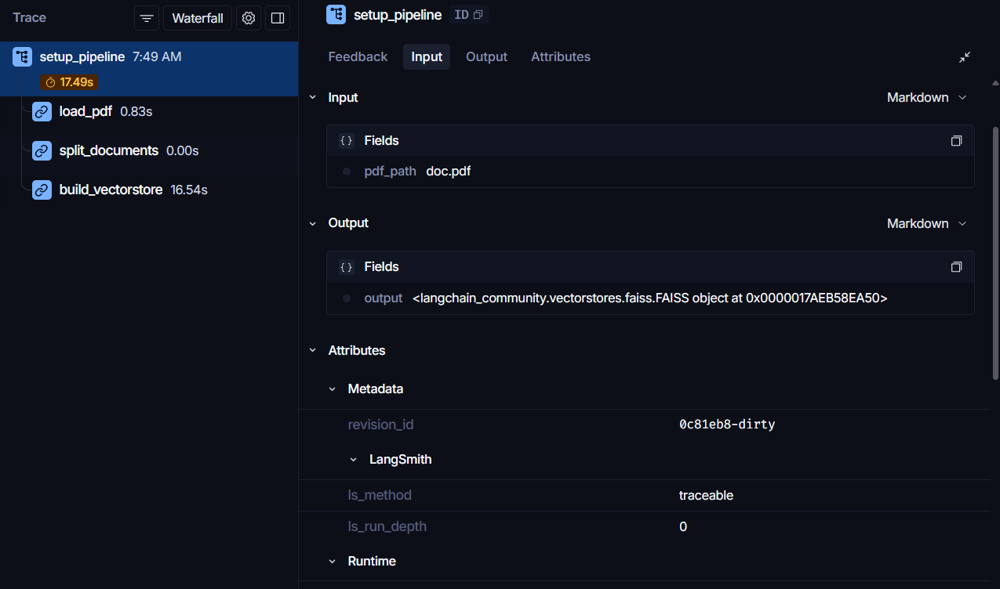 Trace
Waterfall
setup_pipeline 7:49 AM
17.49s
load_pdf 0.83s
split_documents 0.00s
build_vectorstore 16.54s
setup_pipeline ID
Feedback Input Output Attributes
Input Markdown
{} Fields
pdf_path doc.pdf
Output Markdown
{} Fields
output <langchain_community.vectorstores.faiss.FAISS object at 0x0000017AEB58EA50>
Attributes
Metadata
revision_id 0c81eb8-dirty
LangSmith
ls_method traceable
ls_run_depth 0
Runtime